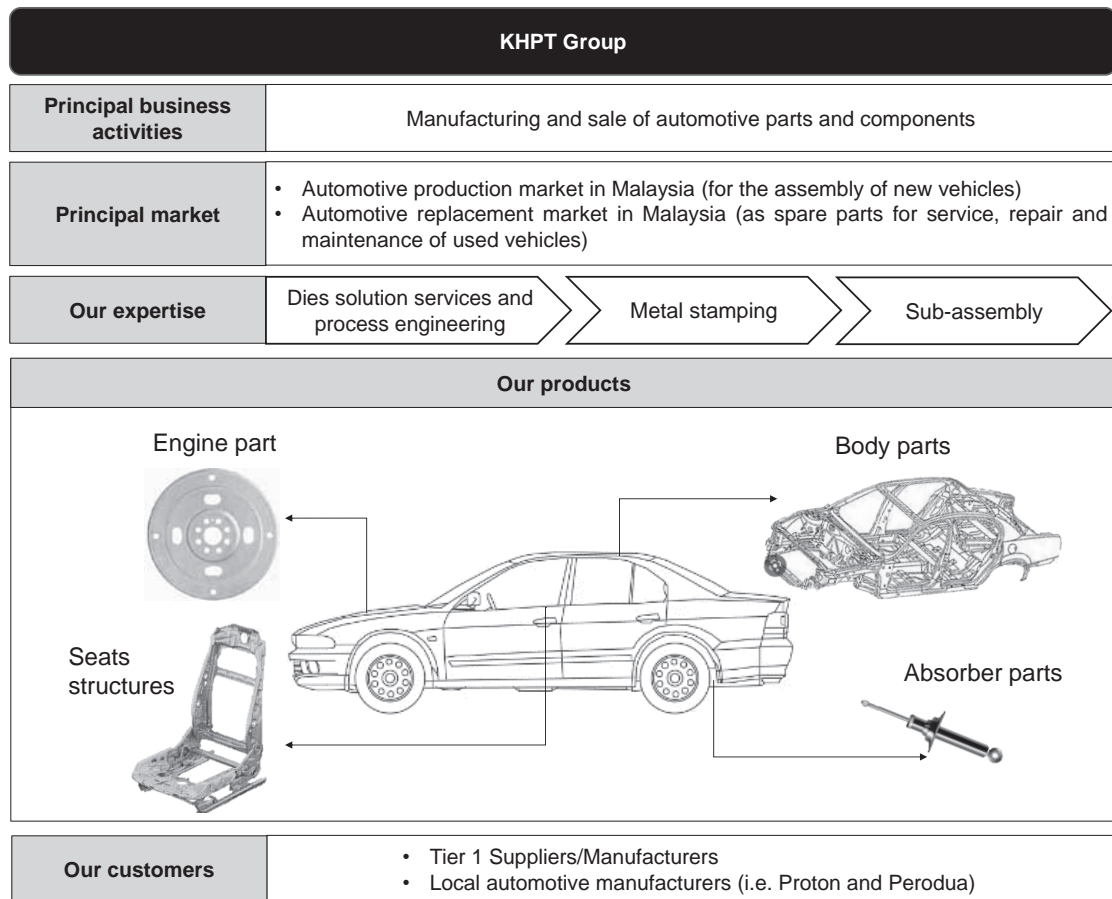 KHPT Group
Principal business
activities
Manufacturing and sale of automotive parts and components
Principal market
• Automotive production market in Malaysia (for the assembly of new vehicles)
• Automotive replacement market in Malaysia (as spare parts for service, repair and
maintenance of used vehicles)
Our expertise
Dies solution services and
process engineering
Metal stamping
Sub-assembly
Our products
Engine part
Body parts
Seats
structures
Absorber parts
Our customers
• Tier 1 Suppliers/Manufacturers
• Local automotive manufacturers (i.e. Proton and Perodua)